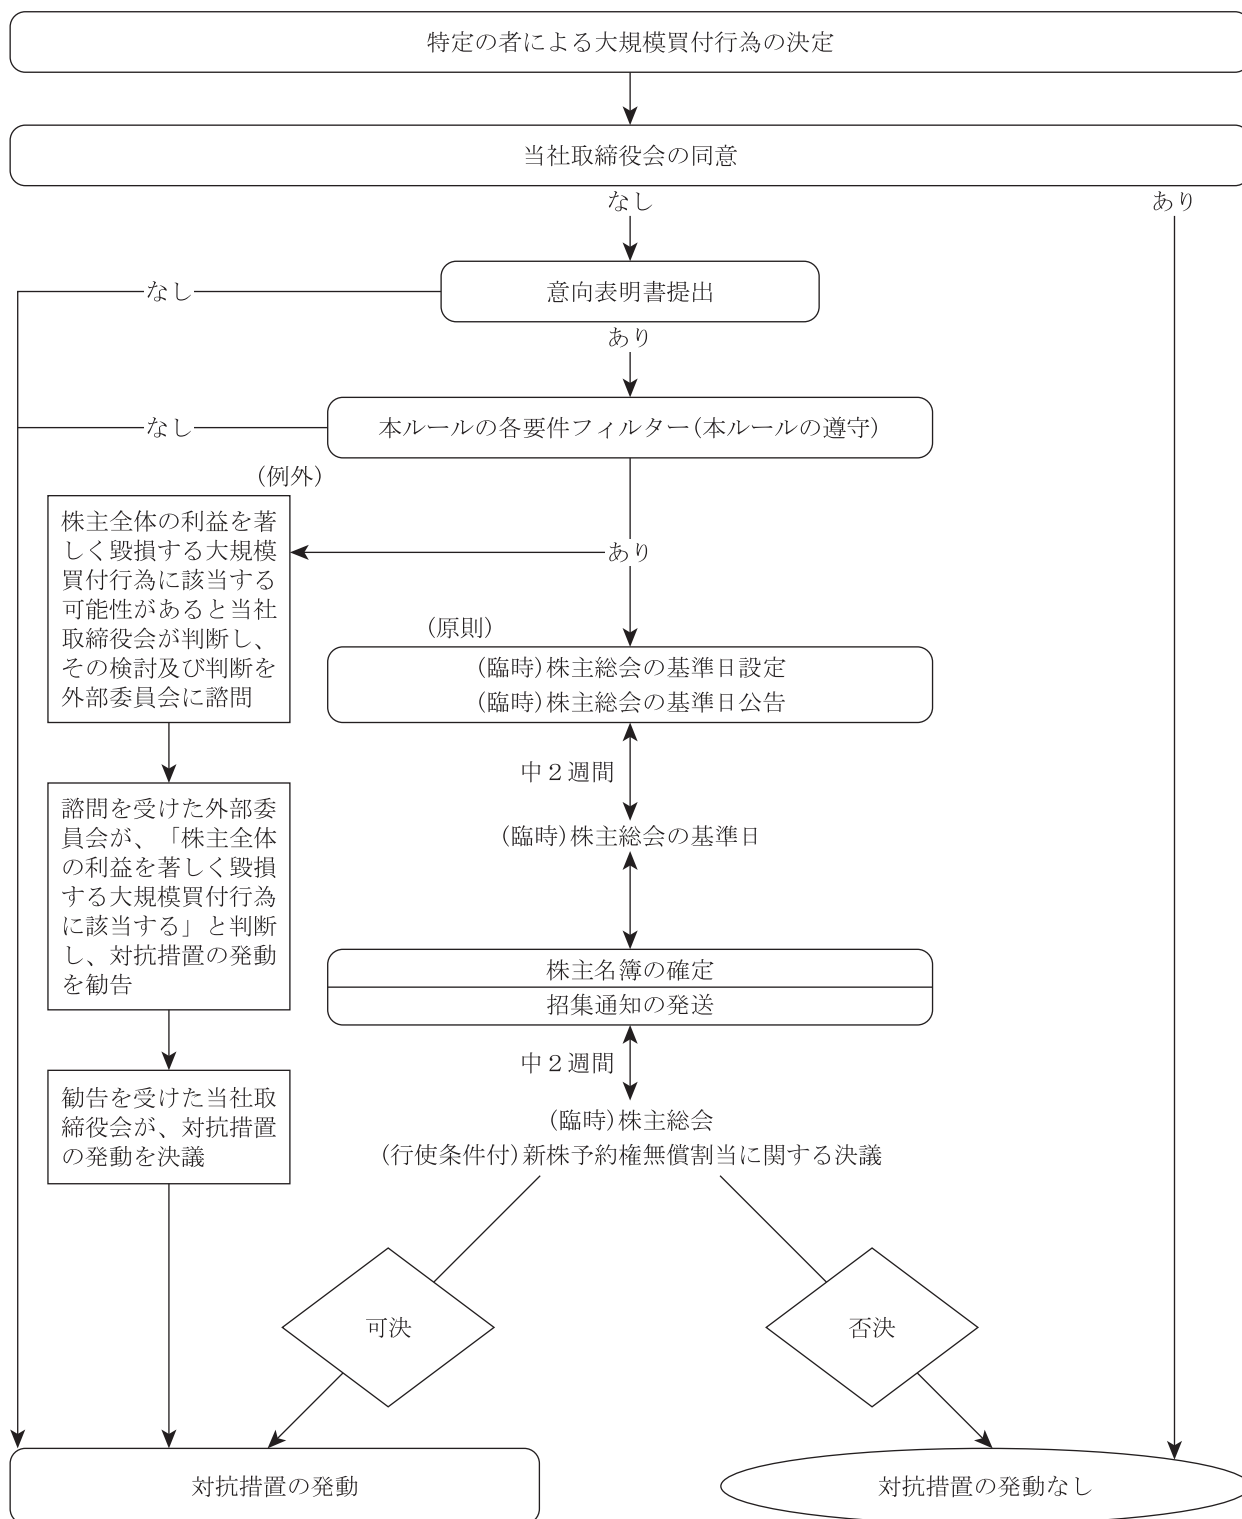 特定の者による大規模買付行為の決定
当社取締役会の同意
なし
あり
なし
意向表明書提出
あり
なし
本ルールの各要件フィルター(本ルールの遵守)
(例外)
株主全体の利益を著
しく毀損する大規模
買付行為に該当する
可能性があると当社
取締役会が判断し、
その検討及び判断を
外部委員会に諮問
あり
(原則)
(臨時)株主総会の基準日設定
(臨時)株主総会の基準日公告
中2週間
(臨時)株主総会の基準日
諮問を受けた外部委
員会が、「株主全体
の利益を著しく毀損
する大規模買付行為
に該当する」と判断
し、対抗措置の発動
を勧告
株主名簿の確定
招集通知の発送
中2週間
勧告を受けた当社取
締役会が、対抗措置
の発動を決議
(臨時)株主総会
(行使条件付)新株予約権無償割当に関する決議
可決
否決
対抗措置の発動
対抗措置の発動なし